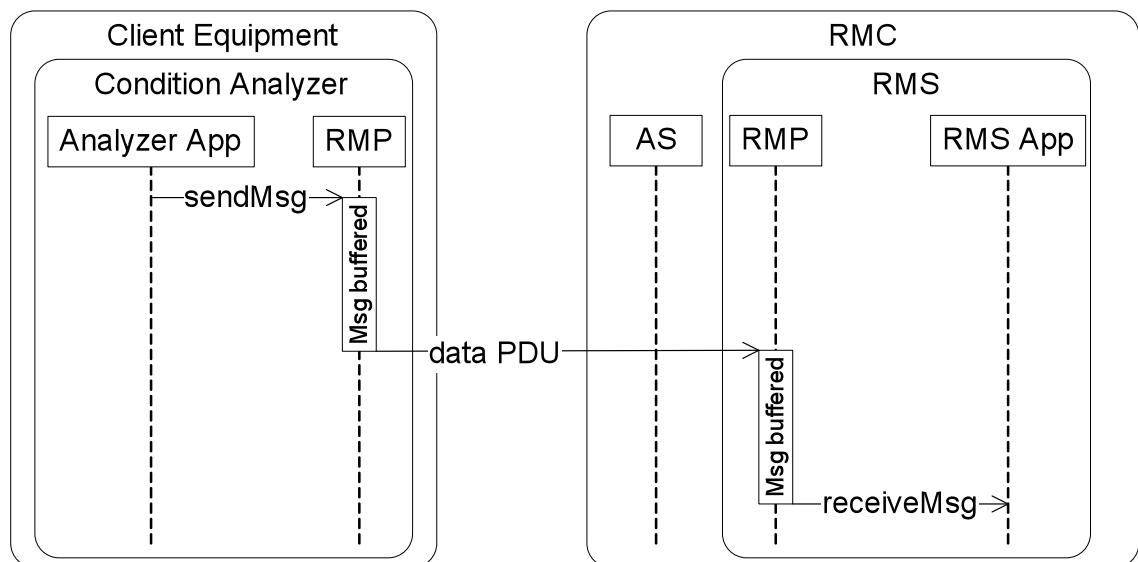 Client Equipment
RMC
Condition Analyzer
RMS
Analyzer App
RMP
AS
RMP
RMS App
sendMsg
Msg buffered
data PDU
Msg buffered
receiveMsg